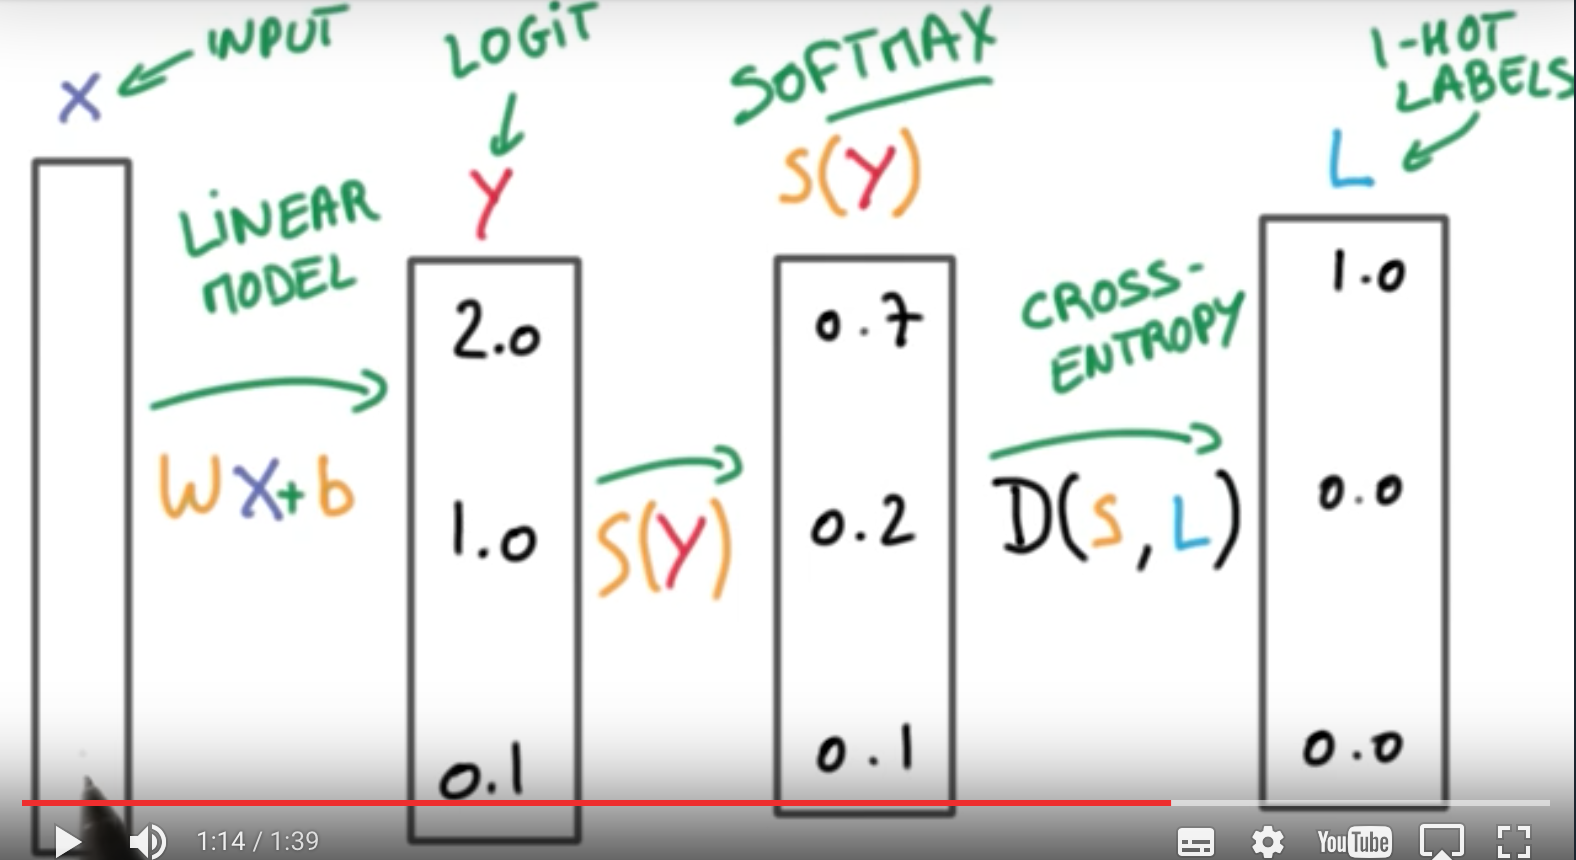 X
INPUT
LINEAR
MODEL
WX+b
LOGIT
Y
2.0
1.0
0.1
S(Y)
SOFTMAX
S(Y)
0.7
0.2
0.1
CROSS-
ENTROPY
D(S,L)
1-HOT
LABELS
L
1.0
0.0
0.0
1:14 / 1:39
YouTube